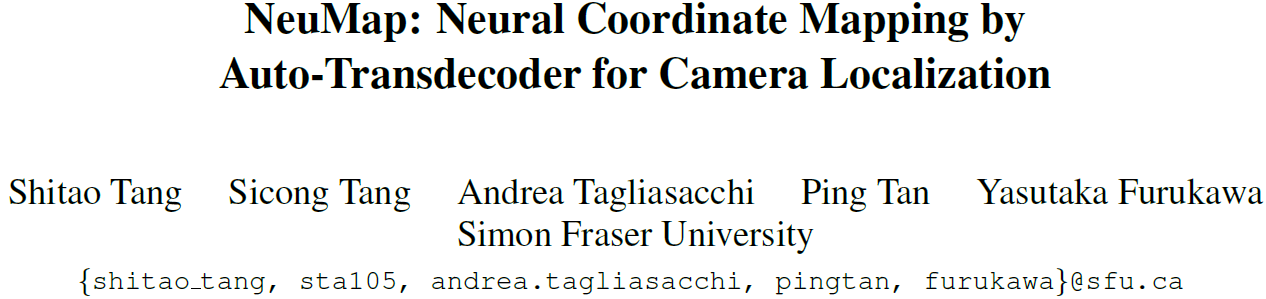 NeuMap: Neural Coordinate Mapping by
Auto-Transdecoder for Camera Localization
Shitao Tang Sicong Tang Andrea Tagliasacchi Ping Tan Yasutaka Furukawa
Simon Fraser University
{shitao_tang, sta105, andrea.tagliasacchi, pingtan, furukawa}@sfu.ca